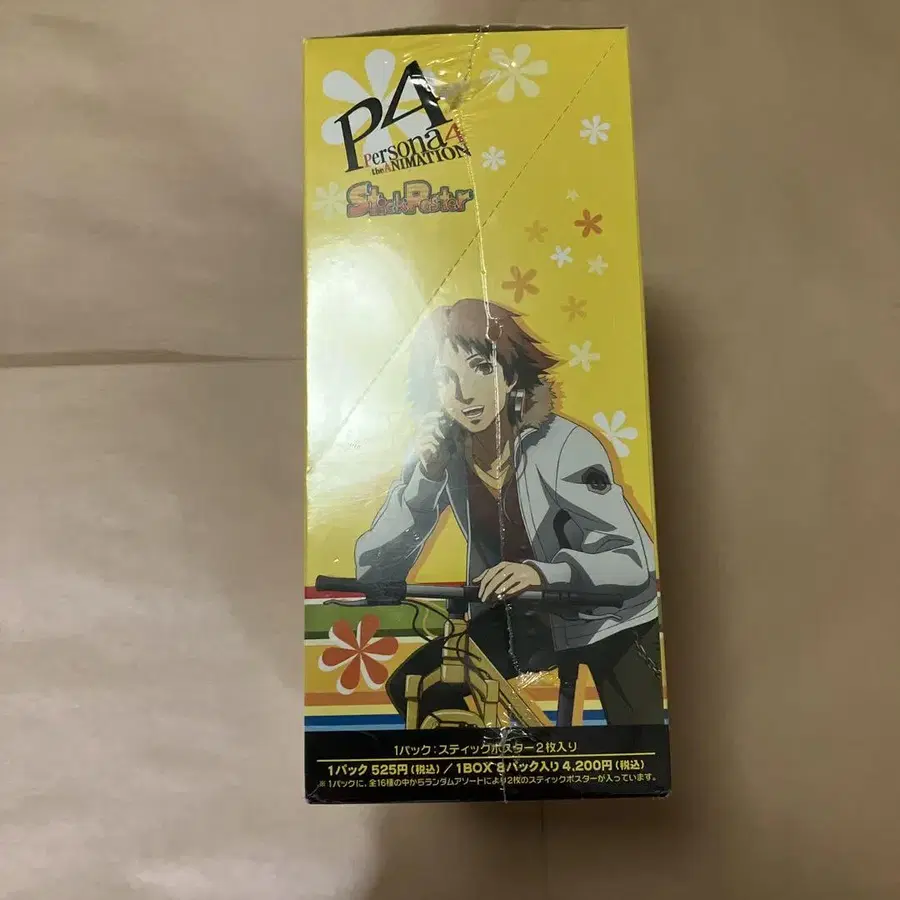 P4
Persona4
the ANIMATION
StickPoster
1パック：スティックポスター2枚入り
1パック 525円（税込）/ 1BOX 8パック入り 4,200円（税込）
※ 1パックに、全16種の中からランダムアソートにより2枚のスティックポスターが入っています。